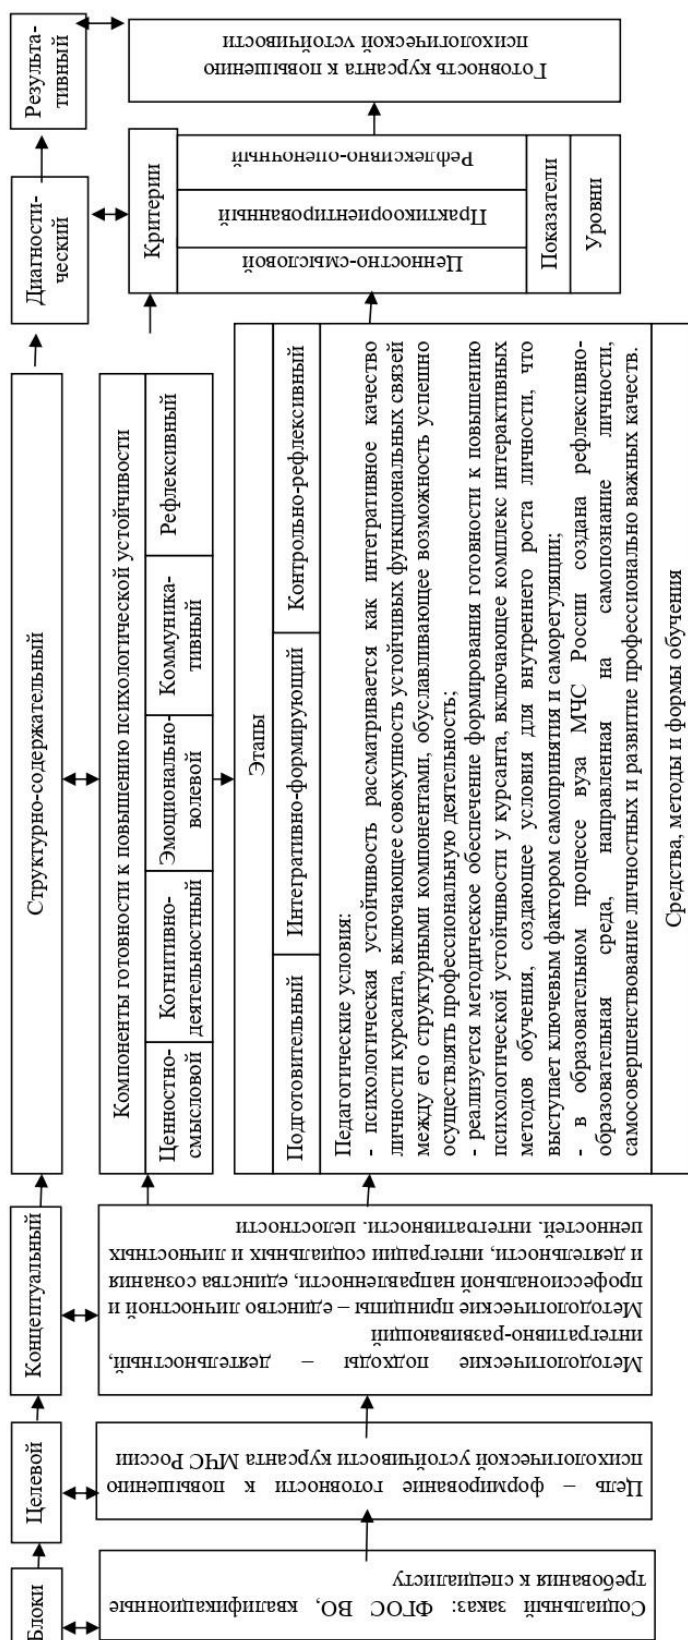 Блоки
Целевой
Концептуальный
Структурно-содержательный
Диагности-
ческий
Результа-
тивный
Социальный заказ: ФГОС ВО, квалификационные
требования к специалисту
Цель – формирование готовности к повышению
психологической устойчивости курсанта МЧС России
Методологические подходы – деятельностный,
интегративно-развивающий
Методологические принципы – единство личностной и
профессиональной направленности, единства сознания
и деятельности, интеграции социальных и личностных
ценностей. интегративности. целостности
Компоненты готовности к повышению психологической устойчивости
Ценностно-
смысловой
Когнитивно-
деятельностный
Эмоционально-
волевой
Коммуника-
тивный
Рефлексивный
Этапы
Подготовительный
Интегративно-формирующий
Контрольно-рефлексивный
Педагогические условия:
- психологическая устойчивость рассматривается как интегративное качество
личности курсанта, включающее совокупность устойчивых функциональных связей
между его структурными компонентами, обуславливающее возможность успешно
осуществлять профессиональную деятельность;
- реализуется методическое обеспечение формирования готовности к повышению
психологической устойчивости у курсанта, включающее комплекс интерактивных
методов обучения, создающее условия для внутреннего роста личности, что
выступает ключевым фактором самопринятия и саморегуляции;
- в образовательном процессе вуза МЧС России создана рефлексивно-
образовательная среда, направленная на самопознание личности,
самосовершенствование личностных и развитие профессионально важных качеств.
Средства, методы и формы обучения
Критерии
Ценностно-смысловой
Практикоориентированный
Рефлексивно-оценочный
Показатели
Уровни
Готовность курсанта к повышению
психологической устойчивости